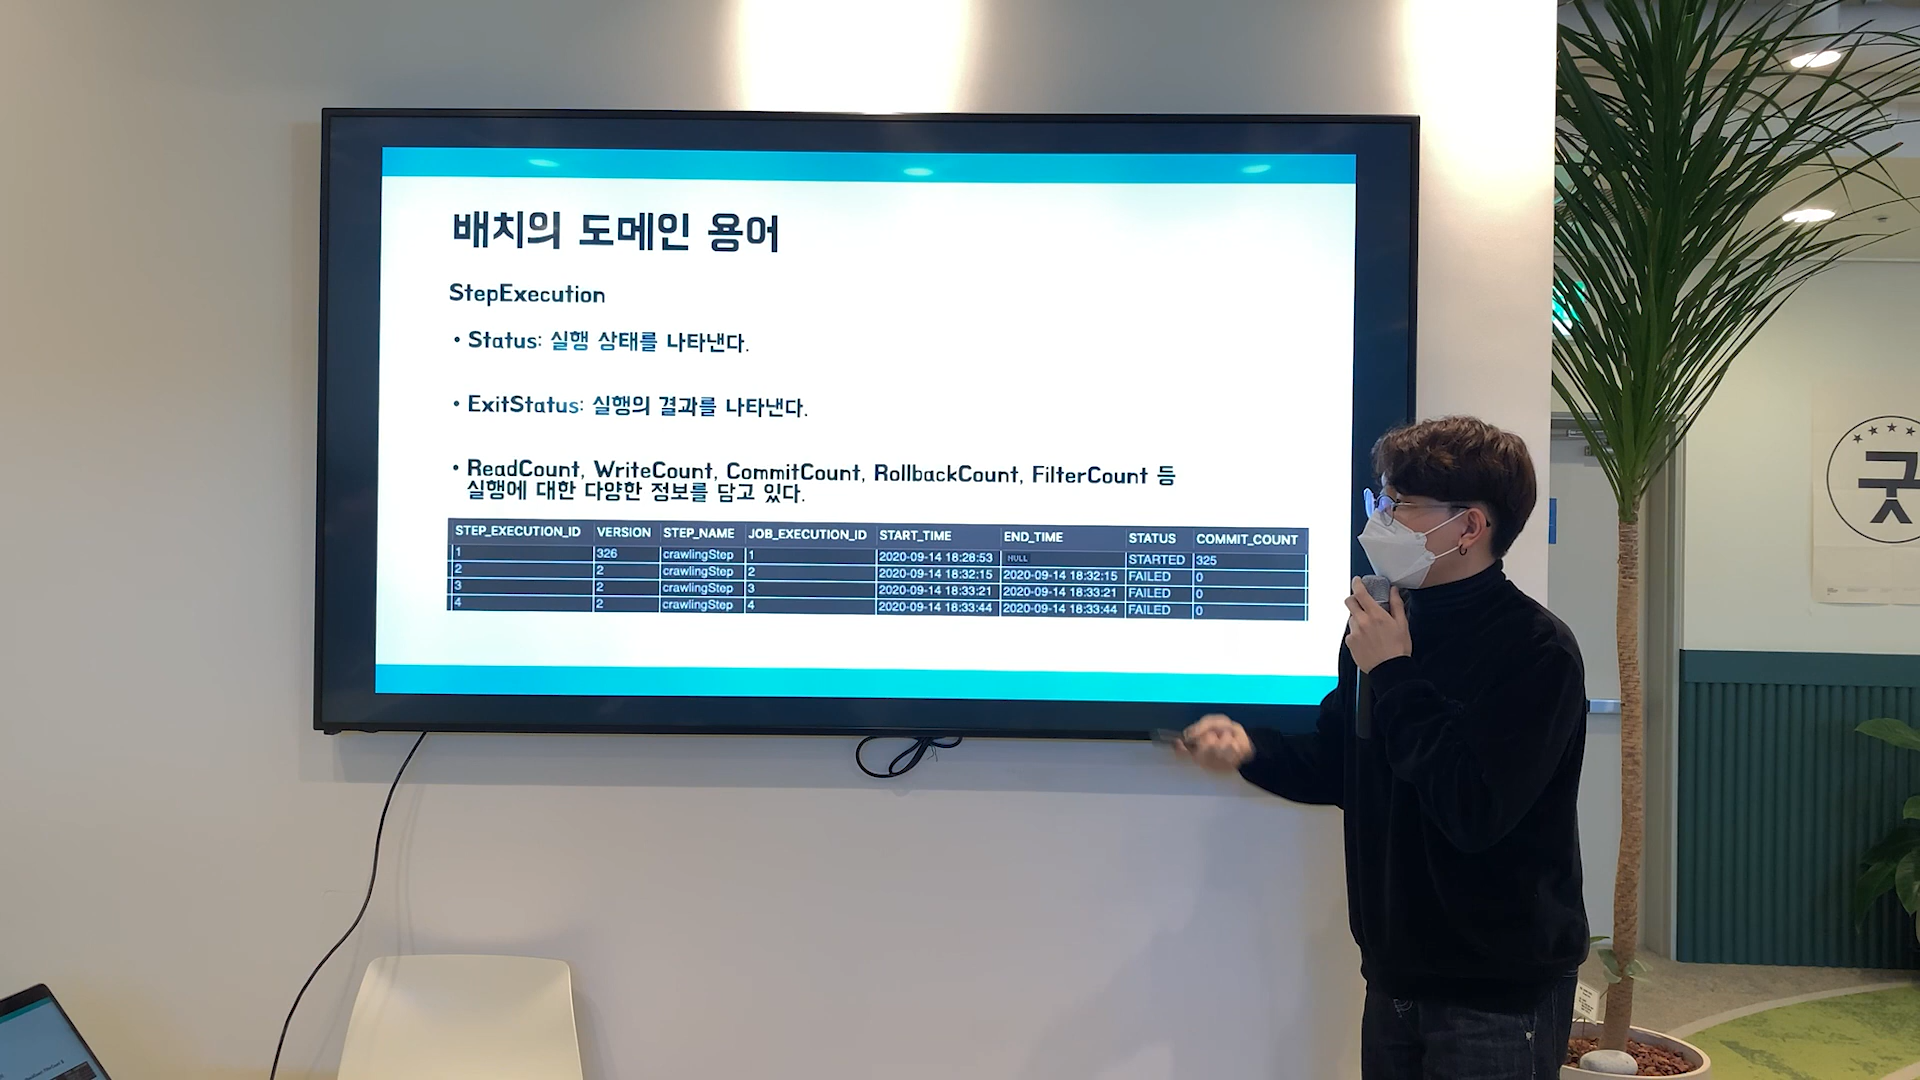 배치의 도메인 용어
StepExecution
• Status: 실행 상태를 나타낸다.
• ExitStatus: 실행의 결과를 나타낸다.
• ReadCount, WriteCount, CommitCount, RollbackCount, FilterCount 등
실행에 대한 다양한 정보를 담고 있다.
STEP_EXECUTION_ID VERSION STEP_NAME JOB_EXECUTION_ID START_TIME END_TIME STATUS COMMIT_COUNT
1 326 crawlingStep 1 2020-09-14 18:28:53 NULL STARTED 325
2 2 crawlingStep 2 2020-09-14 18:32:15 2020-09-14 18:32:15 FAILED 0
3 2 crawlingStep 3 2020-09-14 18:33:21 2020-09-14 18:33:21 FAILED 0
4 2 crawlingStep 4 2020-09-14 18:33:44 2020-09-14 18:33:44 FAILED 0
굿